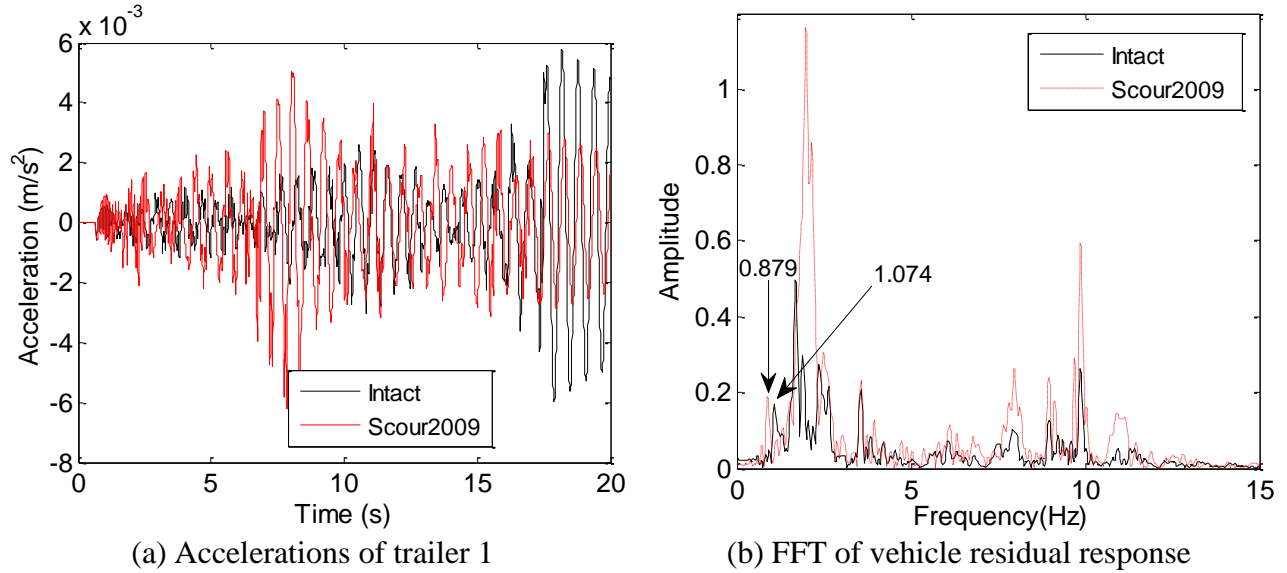 x 10⁻³
6
4
2
0
-2
-4
-6
-8
Acceleration (m/s²)
Intact
Scour2009
0 5 10 15 20
Time (s)
(a) Accelerations of trailer 1
1
0.8
0.6
0.4
0.2
0
Amplitude
Intact
Scour2009
0.879
1.074
0 5 10 15
Frequency(Hz)
(b) FFT of vehicle residual response